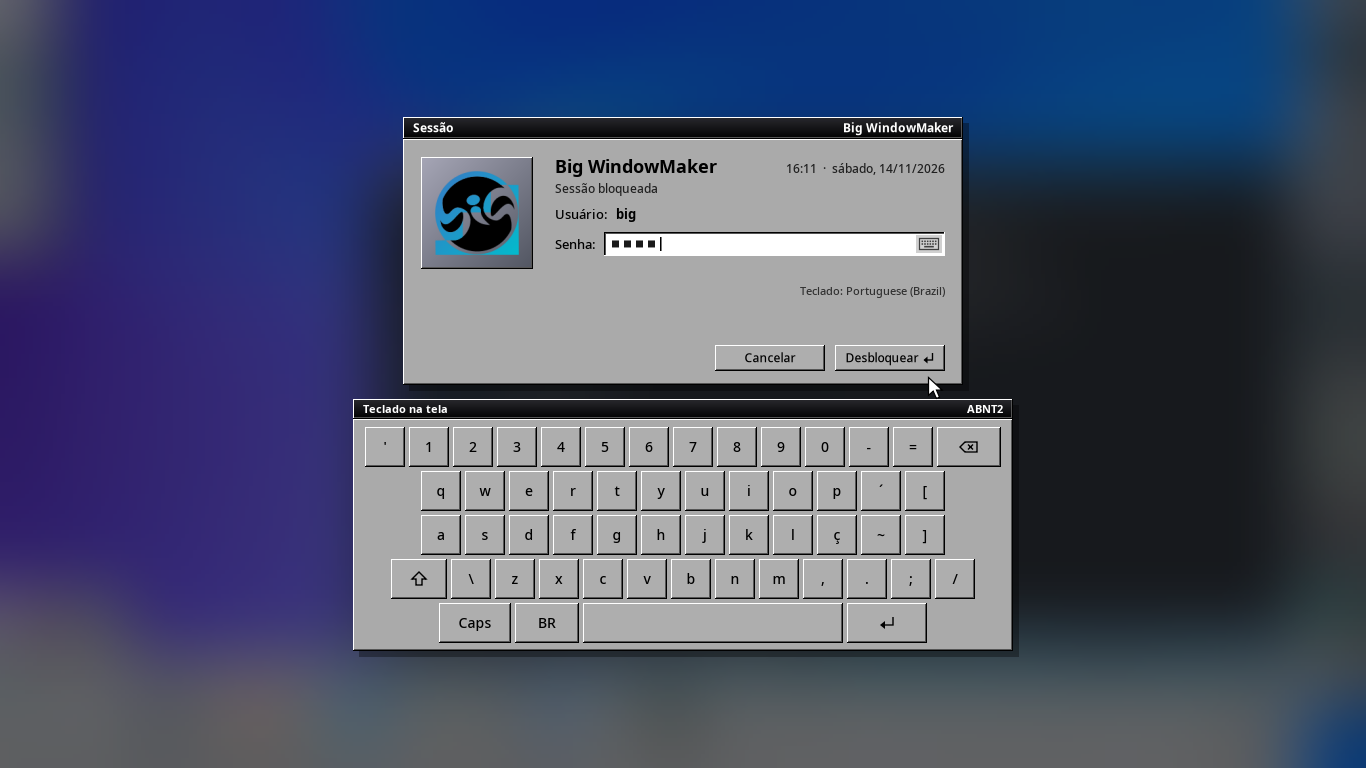 Sessão Big WindowMaker
Big WindowMaker 16:11 · sábado, 14/11/2026
Sessão bloqueada
Usuário: big
Senha:
Teclado: Portuguese (Brazil)
Cancelar Desbloquear ↵
Teclado na tela ABNT2
' 1 2 3 4 5 6 7 8 9 0 - =
q w e r t y u i o p ´ [
a s d f g h j k l ç ~ ]
\ z x c v b n m , . ; /
Caps BR ↵